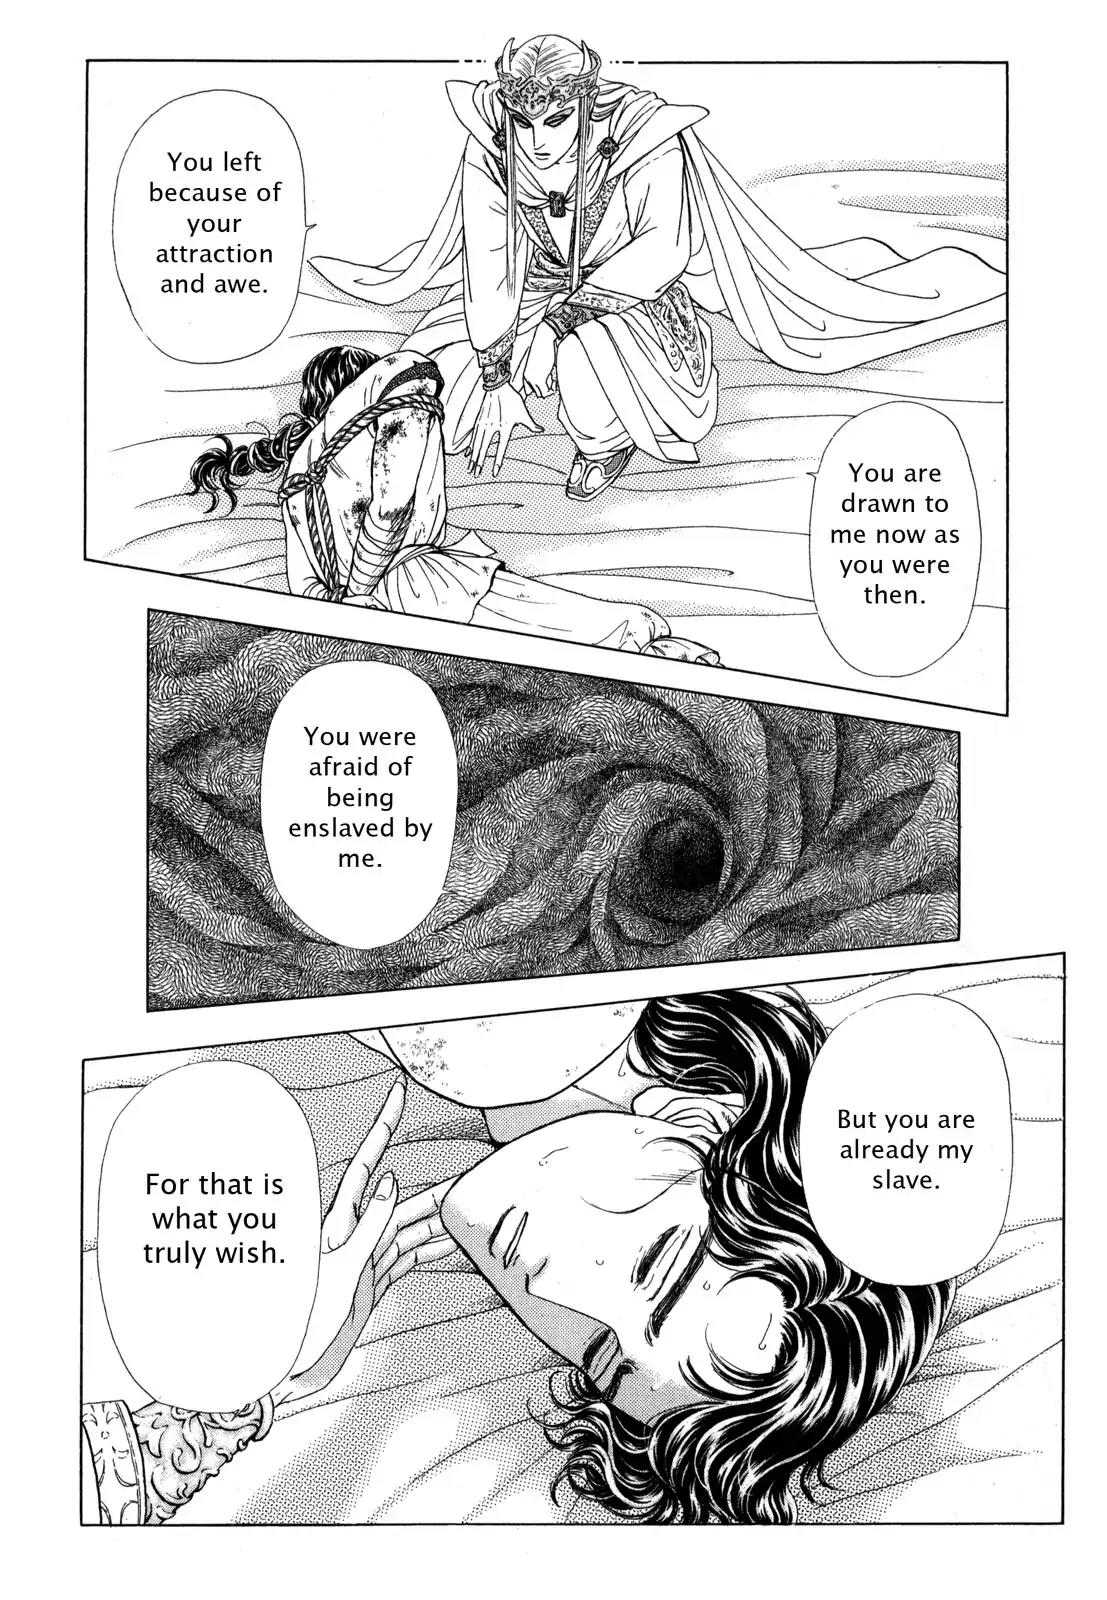 You left
because of
your
attraction
and awe.
You are
drawn to
me now as
you were
then.
You were
afraid of
being
enslaved by
me.
But you are
already my
slave.
For that is
what you
truly wish.